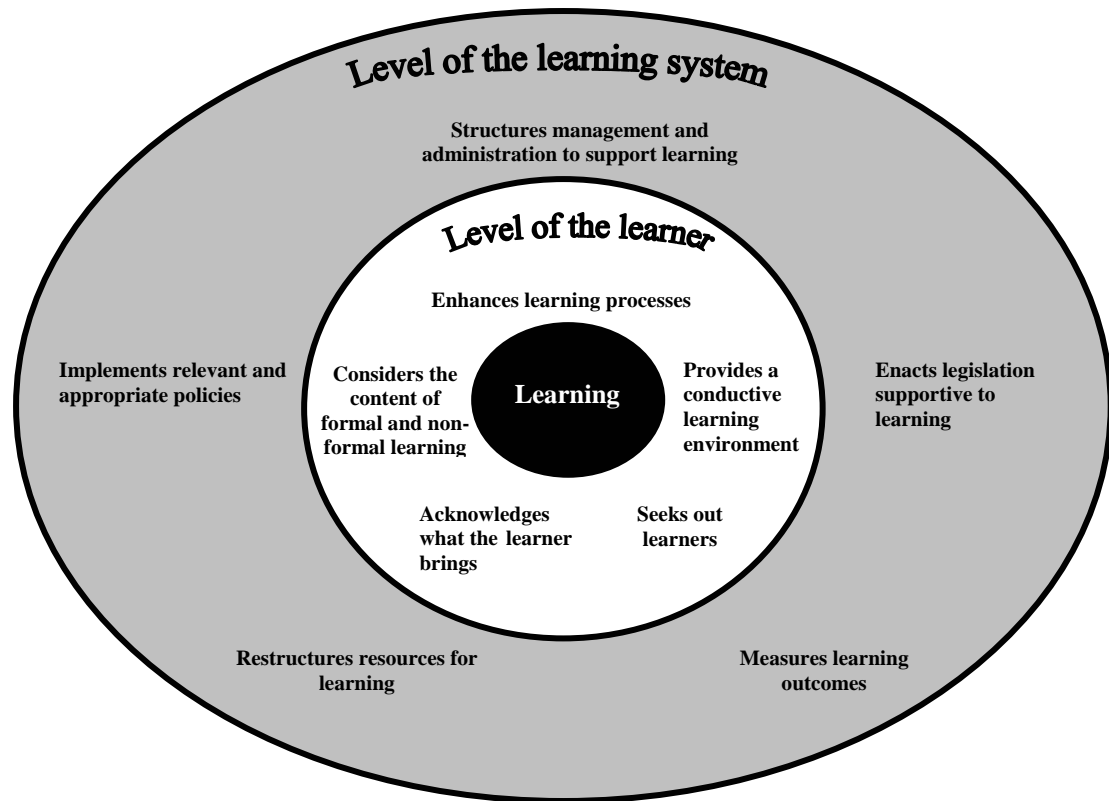 Level of the learning system
Structures management and
administration to support learning
Level of the learner
Enhances learning processes
Implements relevant and
appropriate policies
Considers the
content of
formal and non-
formal learning
Learning
Provides a
conductive
learning
environment
Enacts legislation
supportive to
learning
Acknowledges
what the learner
brings
Seeks out
learners
Restructures resources for
learning
Measures learning
outcomes